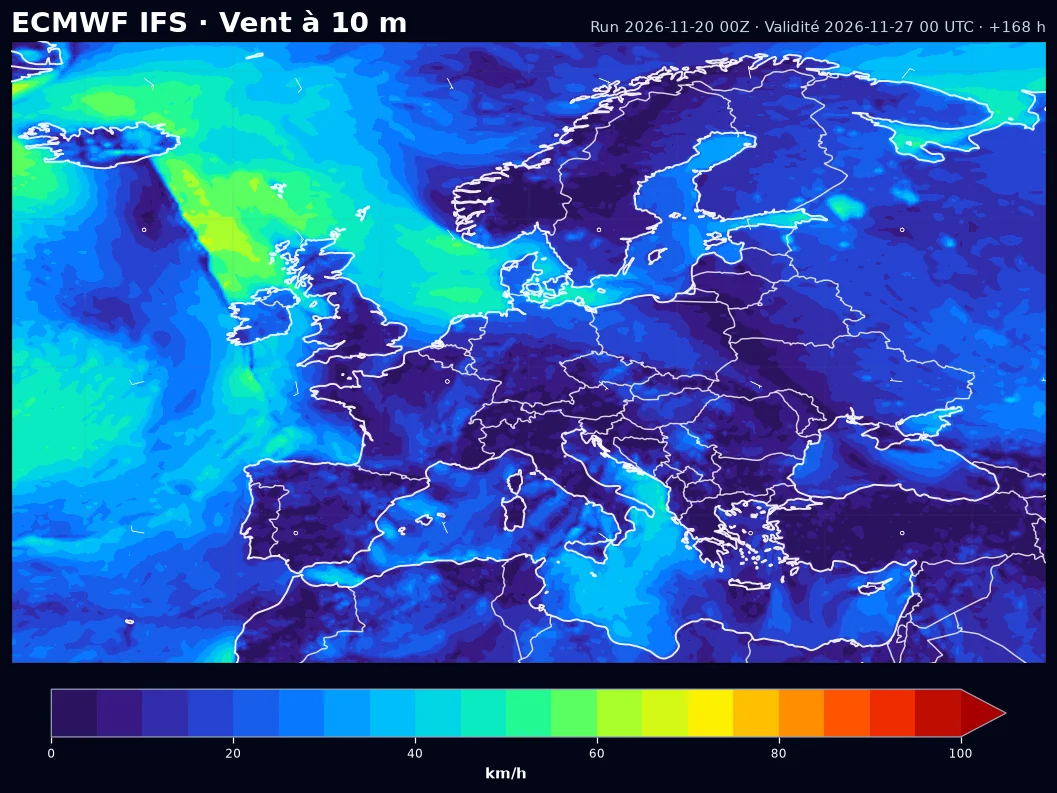 ECMWF IFS · Vent à 10 m
Run 2026-11-20 00Z · Validité 2026-11-27 00 UTC · +168 h
0 20 40 60 80 100
km/h